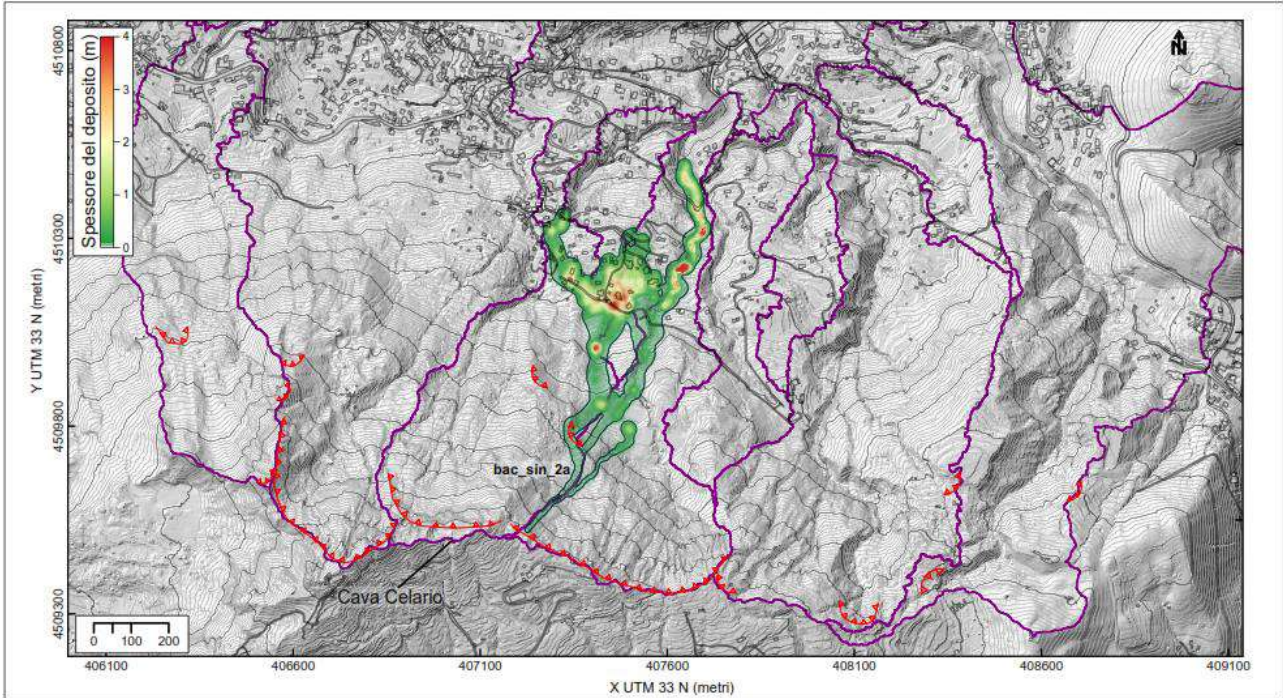 4510800
4510300
4509800
4509300
Spessore del deposito (m)
4
3
2
1
0
N
Y UTM 33 N (metri)
bac_sin_2a
Cava Celario
0 100 200
406100 406600 407100 407600 408100 408600 409100
X UTM 33 N (metri)